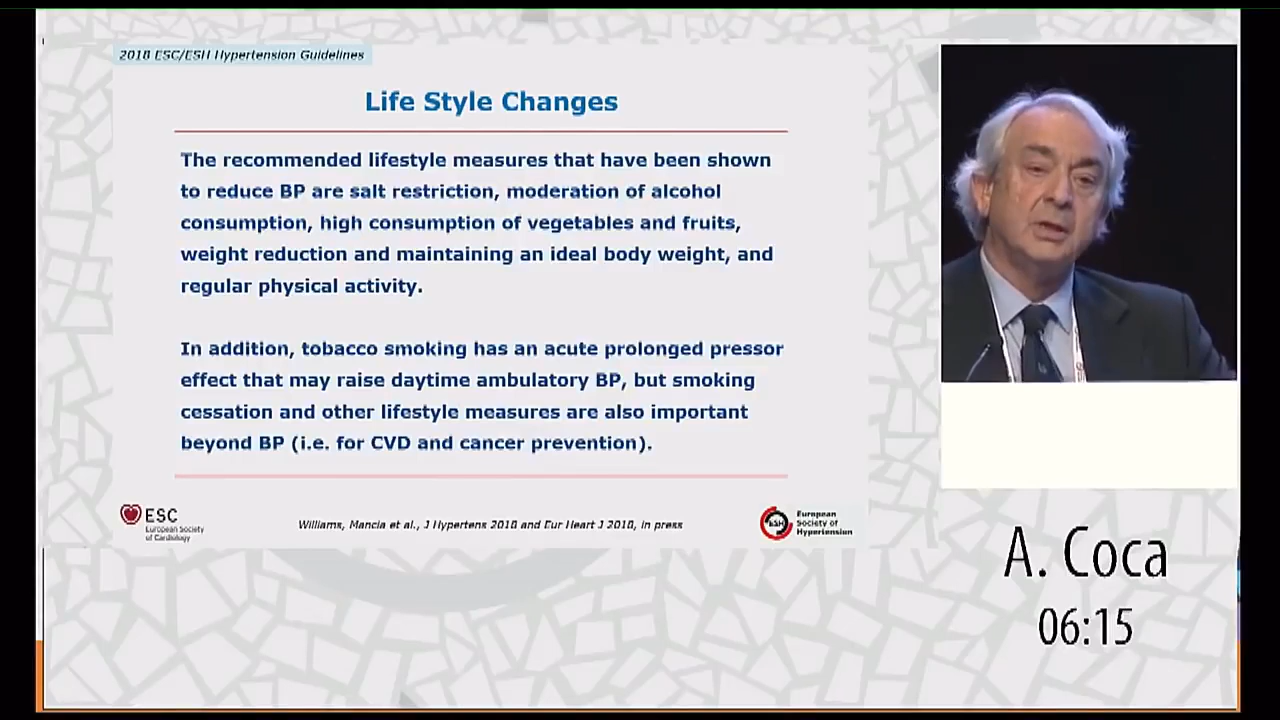 2018 ESC/ESH Hypertension Guidelines
Life Style Changes
The recommended lifestyle measures that have been shown
to reduce BP are salt restriction, moderation of alcohol
consumption, high consumption of vegetables and fruits,
weight reduction and maintaining an ideal body weight, and
regular physical activity.
In addition, tobacco smoking has an acute prolonged pressor
effect that may raise daytime ambulatory BP, but smoking
cessation and other lifestyle measures are also important
beyond BP (i.e. for CVD and cancer prevention).
ESC
European Society
of Cardiology
Williams, Mancia et al., J Hypertens 2018 and Eur Heart J 2018, in press
ESH
European
Society of
Hypertension
A. Coca
06:15